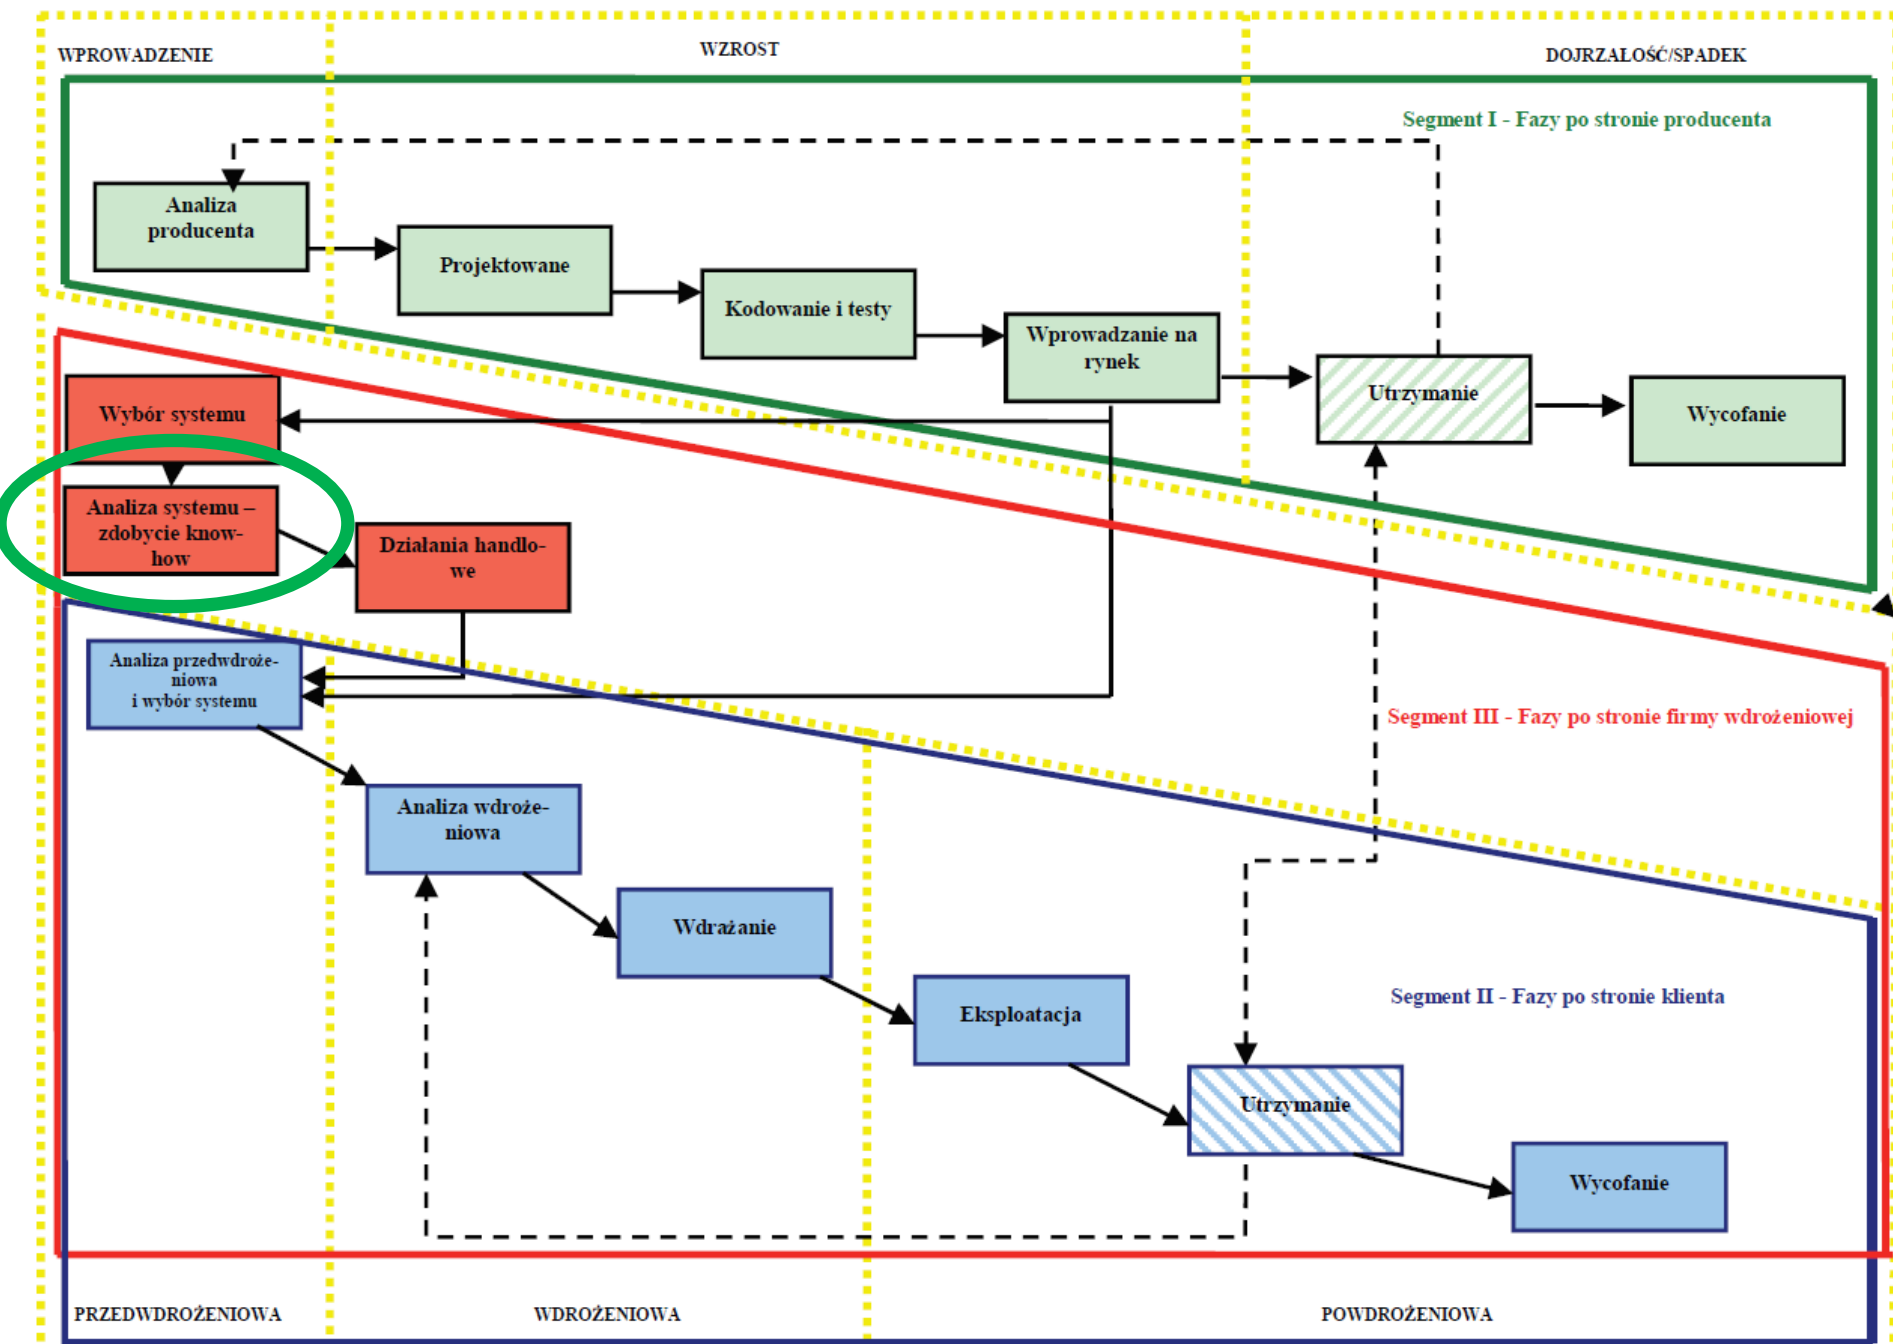 WPROWADZENIE
WZROST
DOJRZAŁOŚĆ/SPADEK
Segment I - Fazy po stronie producenta
Analiza
producenta
Projektowane
Kodowanie i testy
Wprowadzanie na
rynek
Utrzymanie
Wycofanie
Wybór systemu
Analiza systemu –
zdobycie know-
how
Działania handlo-
we
Analiza przedwdroże-
niowa
i wybór systemu
Segment III - Fazy po stronie firmy wdrożeniowej
Analiza wdroże-
niowa
Wdrażanie
Eksploatacja
Segment II - Fazy po stronie klienta
Utrzymanie
Wycofanie
PRZEDWDROŻENIOWA
WDROŻENIOWA
POWDROŻENIOWA